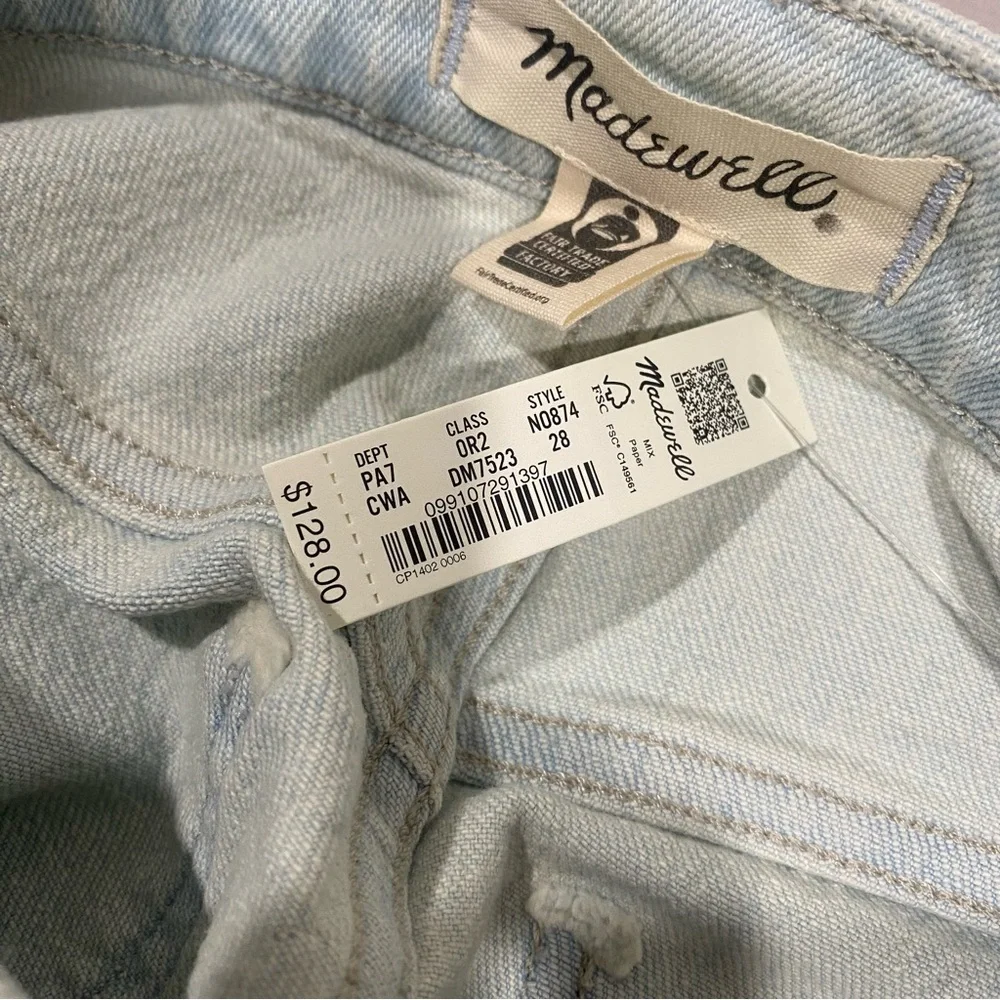 Madewell®
FAIR TRADE
CERTIFIED
FACTORY
FairTradeCertified.org
$128.00
DEPT CLASS STYLE
PA7 0R2 N0874
CWA DM7523 28
099107291397
CP1402 0006
FSC
MIX
Paper
FSC® C149561
Madewell